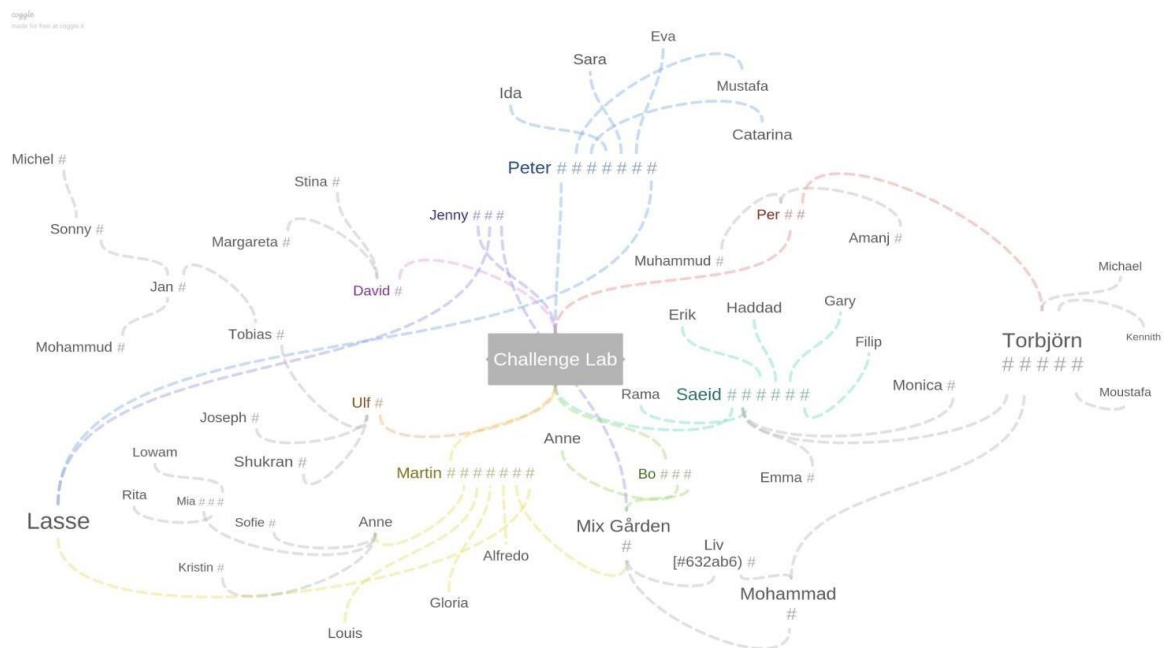 coggle
made for free at coggle.it
Eva
Sara
Mustafa
Ida
Catarina
Michel #
Peter # # # # # # #
Stina #
Jenny # # #
Per # #
Sonny #
Margareta #
Amanj #
Muhammud #
Michael
Jan #
David #
Gary
Haddad
Erik
Tobias #
Kennith
Mohammud #
Filip
Torbjörn
# # # # #
Challenge Lab
Monica #
Rama
Saeid # # # # # #
Moustafa
Ulf #
Joseph #
Anne
Lowam
Shukran #
Martin # # # # # # #
Bo # # #
Emma #
Rita
Mia # # #
Lasse
Sofie #
Anne
Mix Gården
#
Alfredo
Liv
[#632ab6) #
Kristin #
Mohammad
#
Gloria
Louis